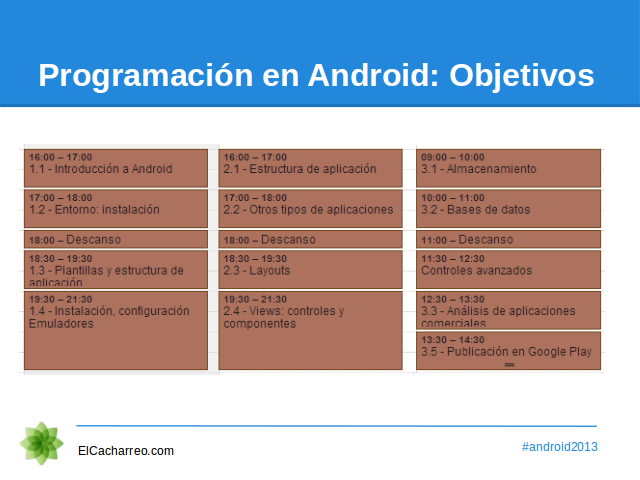 Programación en Android: Objetivos
16:00 – 17:00
1.1 - Introducción a Android
17:00 – 18:00
1.2 - Entorno: instalación
18:00 – Descanso
18:30 – 19:30
1.3 - Plantillas y estructura de
aplicación
19:30 – 21:30
1.4 - Instalación, configuración
Emuladores
16:00 – 17:00
2.1 - Estructura de aplicación
17:00 – 18:00
2.2 - Otros tipos de aplicaciones
18:00 – Descanso
18:30 – 19:30
2.3 - Layouts
19:30 – 21:30
2.4 - Views: controles y
componentes
09:00 – 10:00
3.1 - Almacenamiento
10:00 – 11:00
3.2 - Bases de datos
11:00 – Descanso
11:30 – 12:30
Controles avanzados
12:30 – 13:30
3.3 - Análisis de aplicaciones
comerciales
13:30 – 14:30
3.5 - Publicación en Google Play
ElCacharreo.com
#android2013